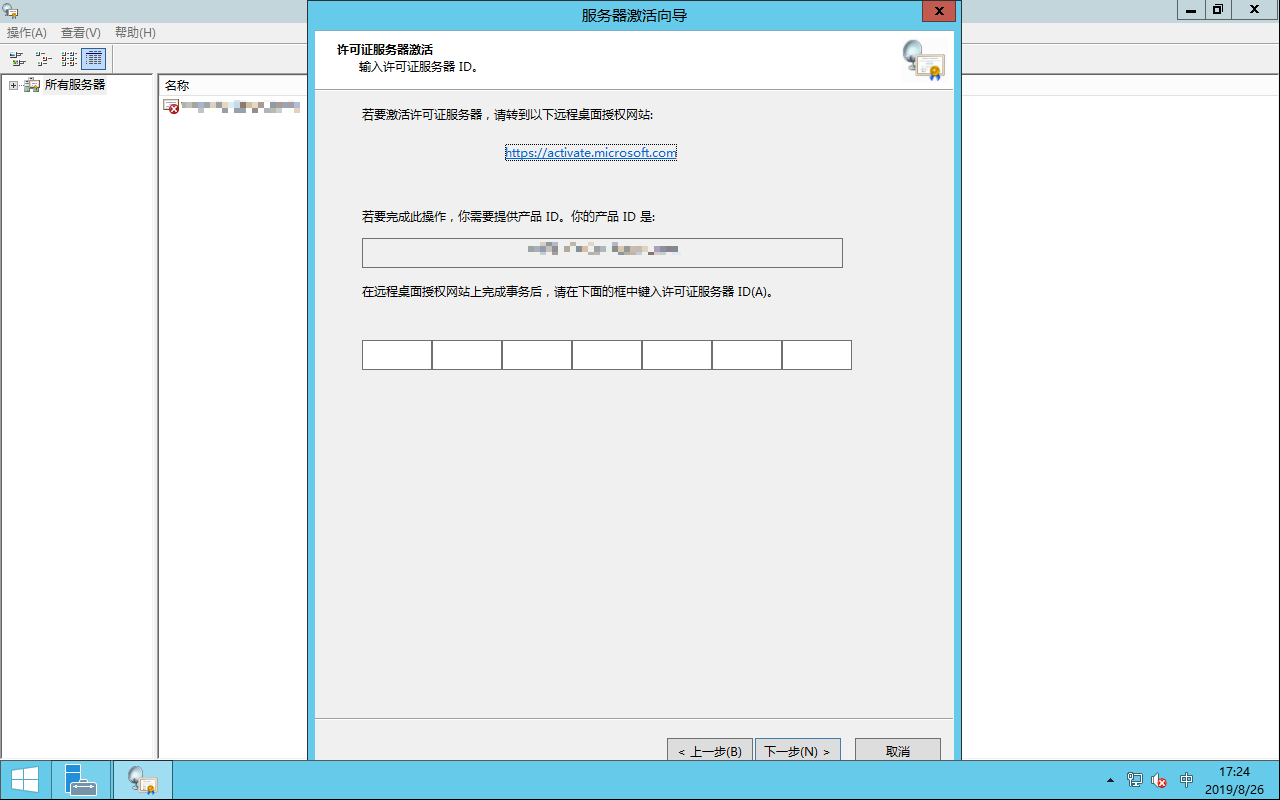 服务器激活向导
操作(A) 查看(V) 帮助(H)
所有服务器
名称
许可证服务器激活
输入许可证服务器 ID。
若要激活许可证服务器，请转到以下远程桌面授权网站:
https://activate.microsoft.com
若要完成此操作，你需要提供产品 ID。你的产品 ID 是:
在远程桌面授权网站上完成事务后，请在下面的框中键入许可证服务器 ID(A)。
< 上一步(B) 下一步(N) > 取消
中
17:24
2019/8/26